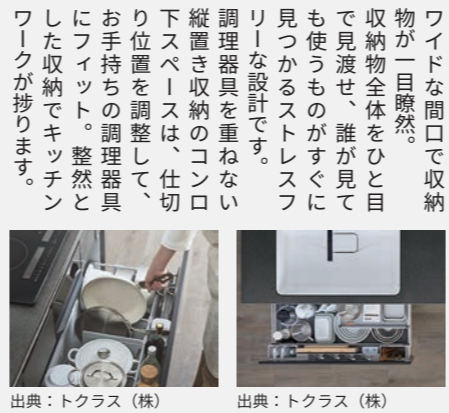 ワイドな間口で収納
物が一目瞭然。
収納物全体をひと目
で見渡せ、誰が見て
も使うものがすぐに
見つかるストレスフ
リーな設計です。
調理器具を重ねない
縦置き収納のコンロ
下スペースは、仕切
り位置を調整して、
お手持ちの調理器具
にフィット。整然と
した収納でキッチン
ワークが捗ります。
出典：トクラス（株）
出典：トクラス（株）